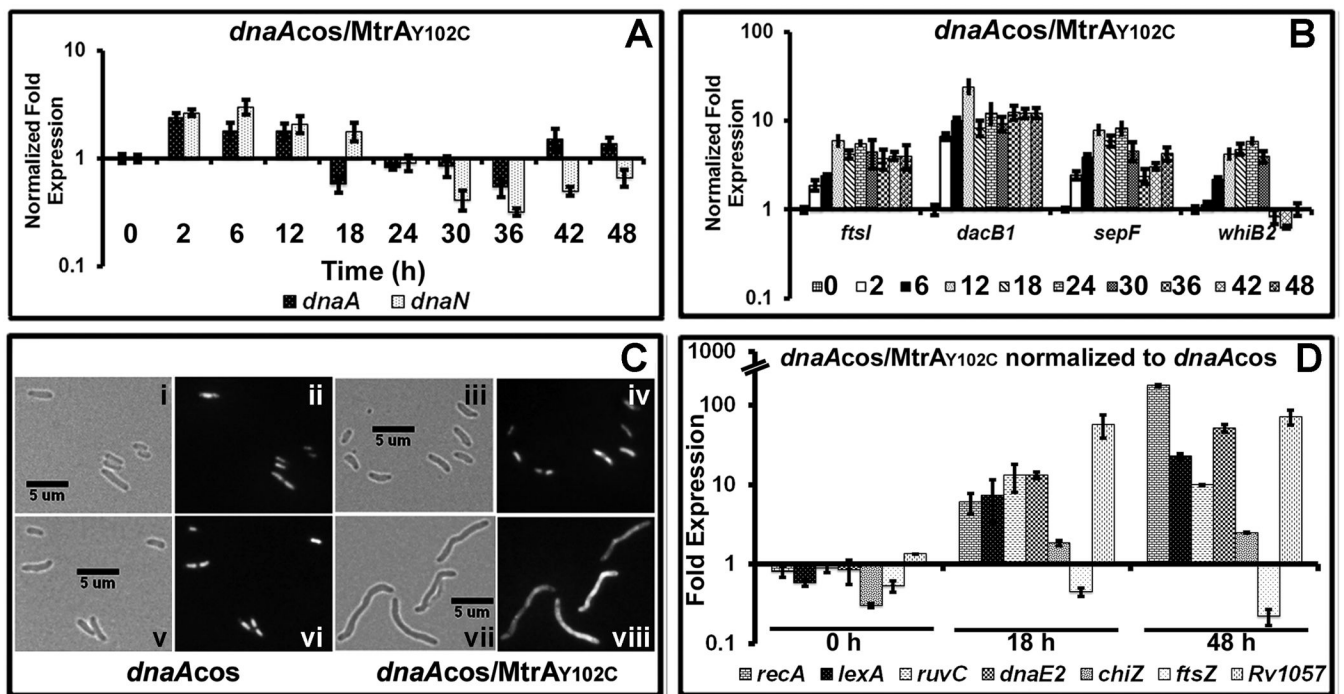 dnaAcos/MtrAY102C
A
Normalized Fold
Expression
10
1
0.1
0 2 6 12 18 24 30 36 42 48
Time (h)
dnaA dnaN
dnaAcos/MtrAY102C
B
Normalized Fold
Expression
100
10
1
0.1
ftsI dacB1 sepF whiB2
0 2 6 12 18 24 30 36 42 48
C
i ii iii iv
5 um
5 um
v vi vii viii
5 um
5 um
dnaAcos dnaAcos/MtrAY102C
dnaAcos/MtrAY102C normalized to dnaAcos
D
Fold Expression
1000
100
10
1
0.1
0 h 18 h 48 h
recA lexA ruvC dnaE2 chiZ ftsZ Rv1057